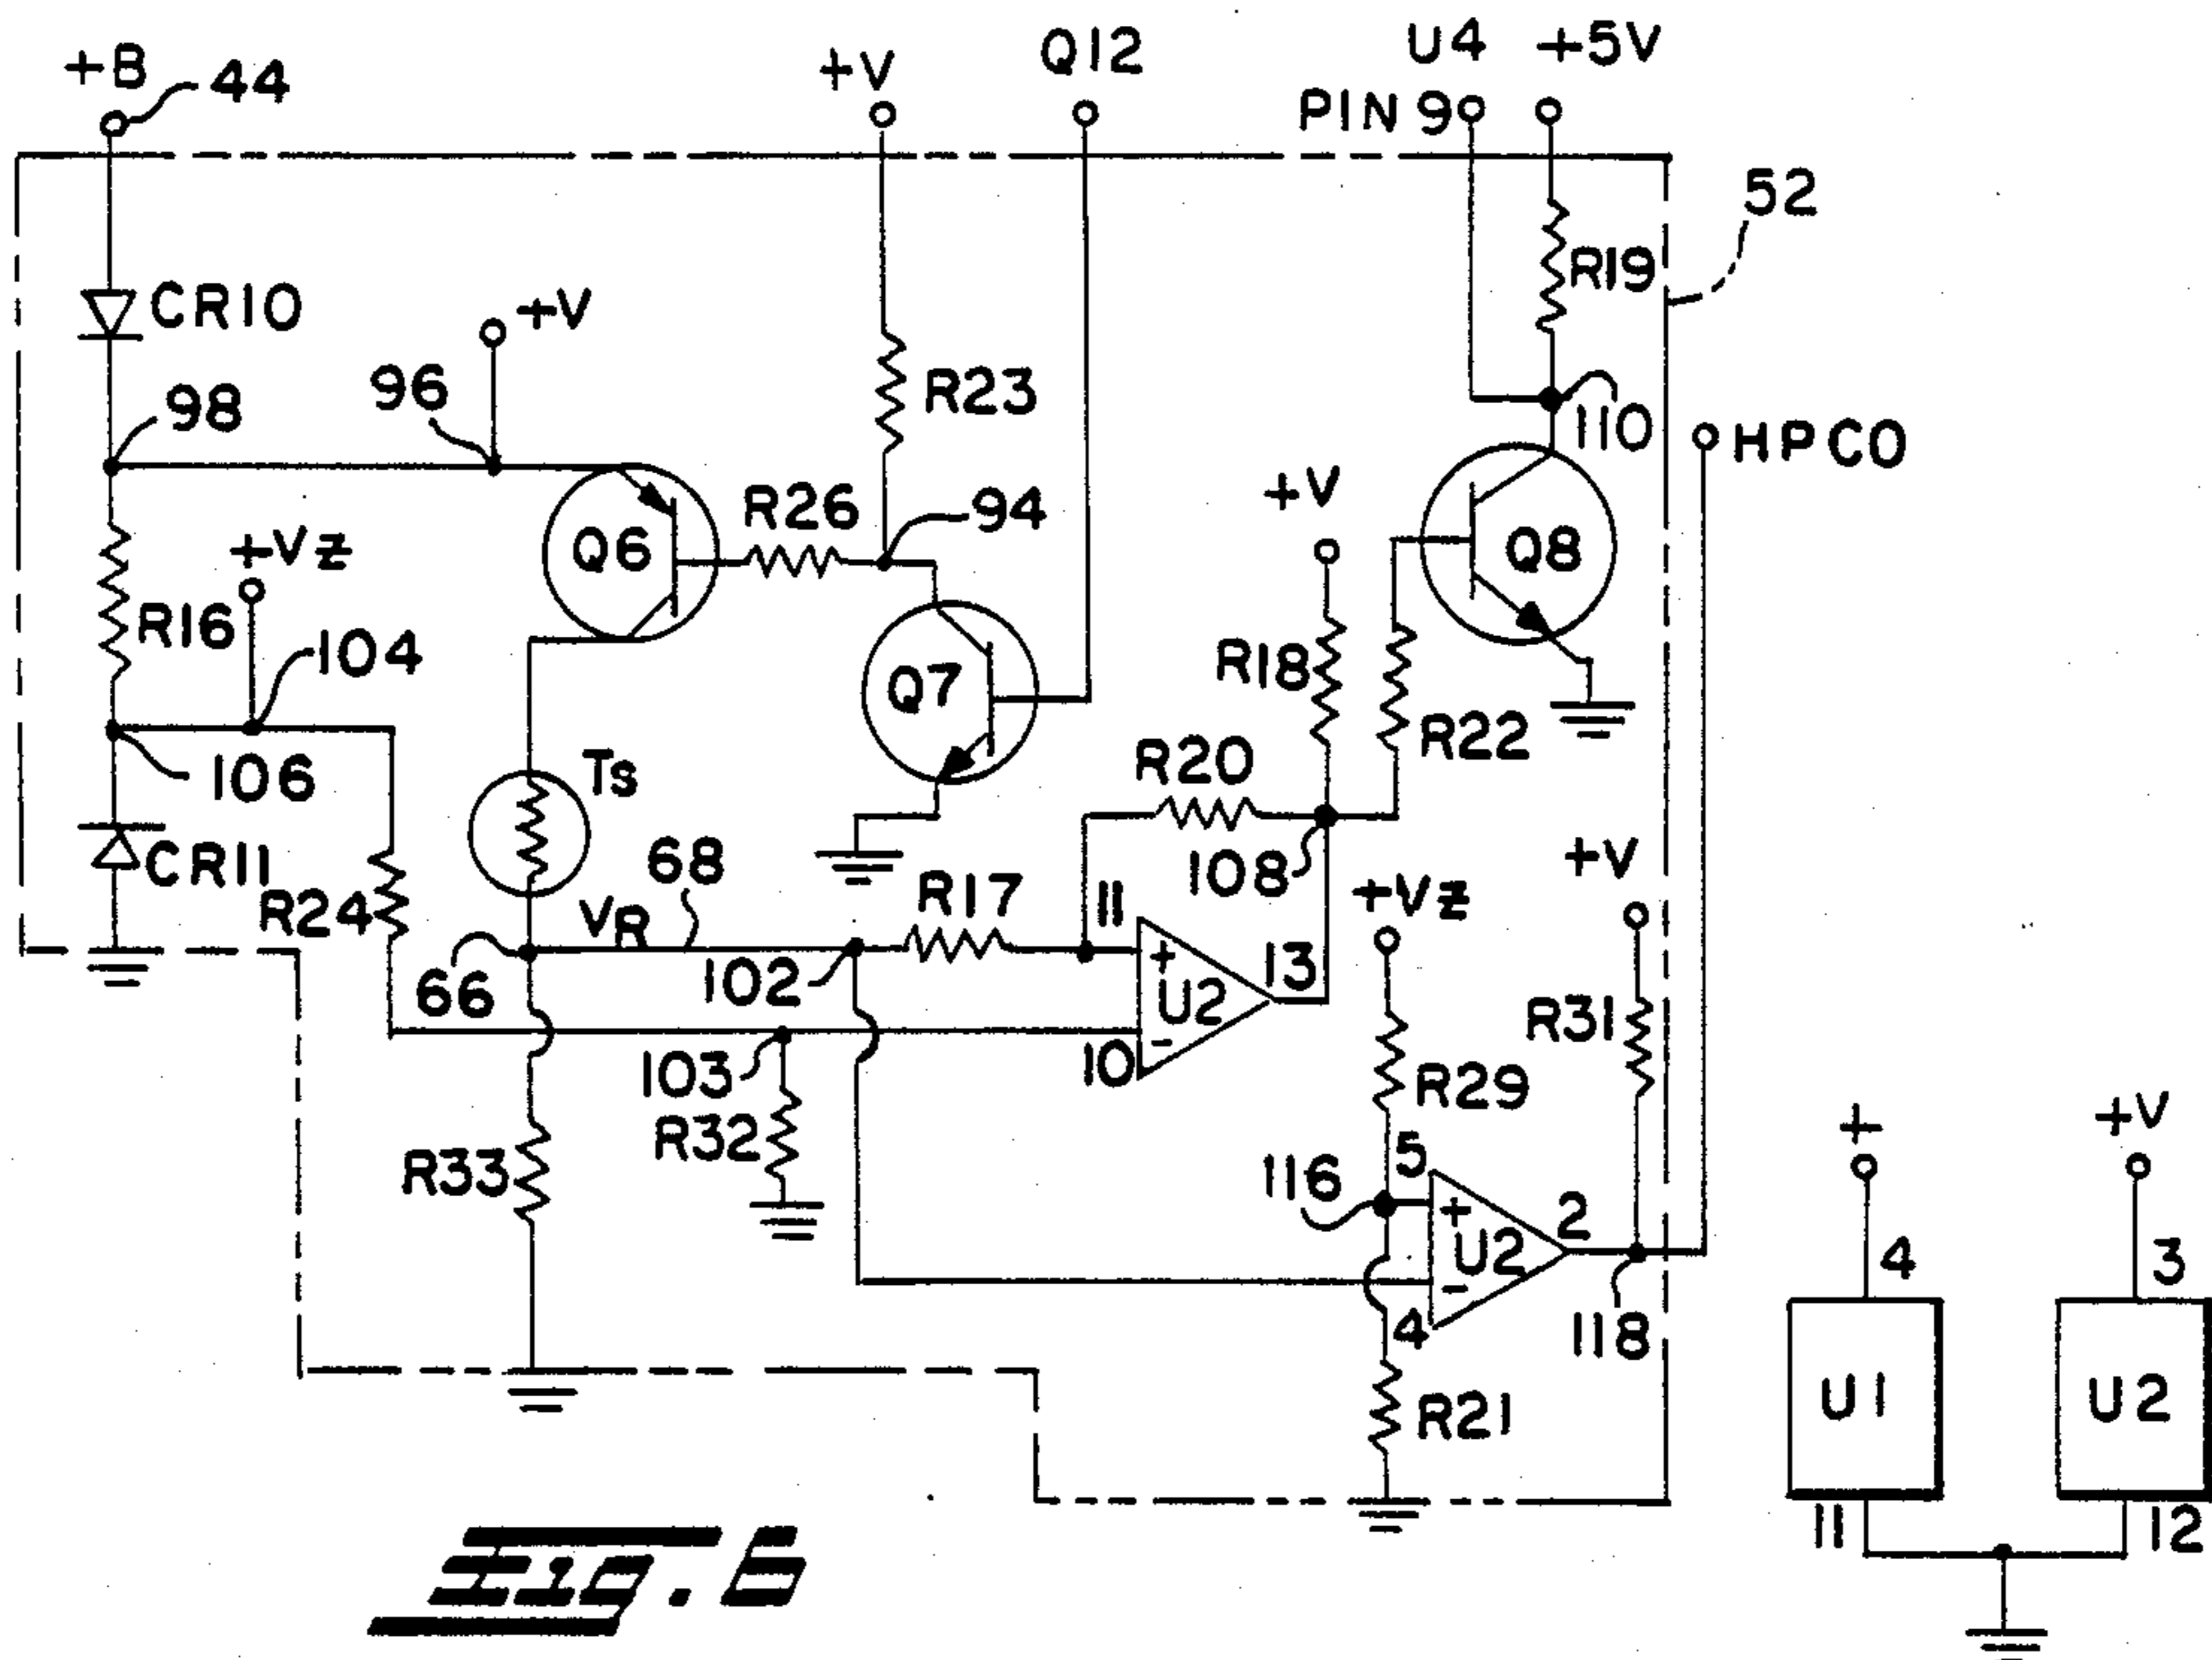 +B
44
+V
Q12
U4
+5V
PIN 9
52
CR10
+V
R19
96
98
R23
110
HPCO
+VZ
R26
94
+V
Q6
Q8
R16
104
R18
Q7
R22
106
TS
R20
CR11
68
108
+V
R24
VR
R17
11
+VZ
66
102
+
U2
13
R31
103
10
-
R29
R32
+
+V
R33
116
5
+
U2
2
4
3
-
4
118
U1
U2
R21
11
12
Fig. 6